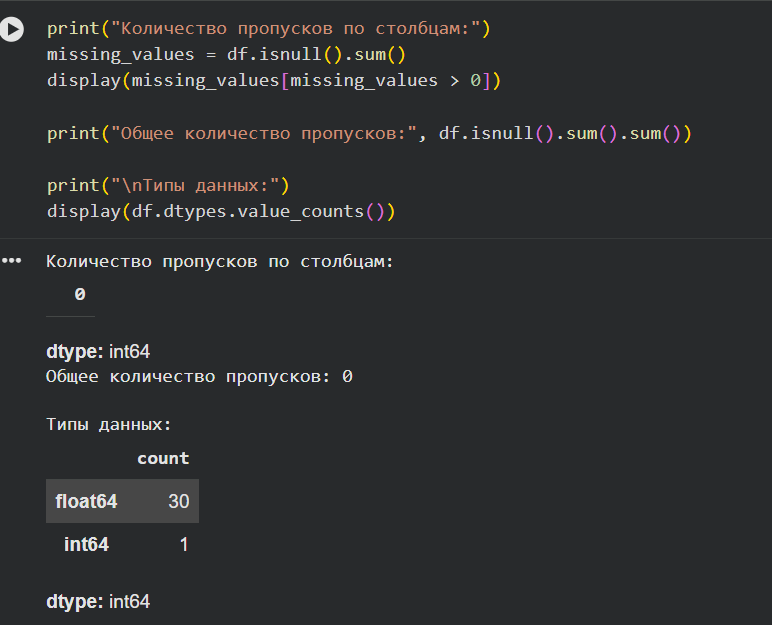 print("Количество пропусков по столбцам:")
missing_values = df.isnull().sum()
display(missing_values[missing_values > 0])
print("Общее количество пропусков:", df.isnull().sum().sum())
print("\nТипы данных:")
display(df.dtypes.value_counts())
Количество пропусков по столбцам:
0
dtype: int64
Общее количество пропусков: 0
Типы данных:
count
float64 30
int64 1
dtype: int64